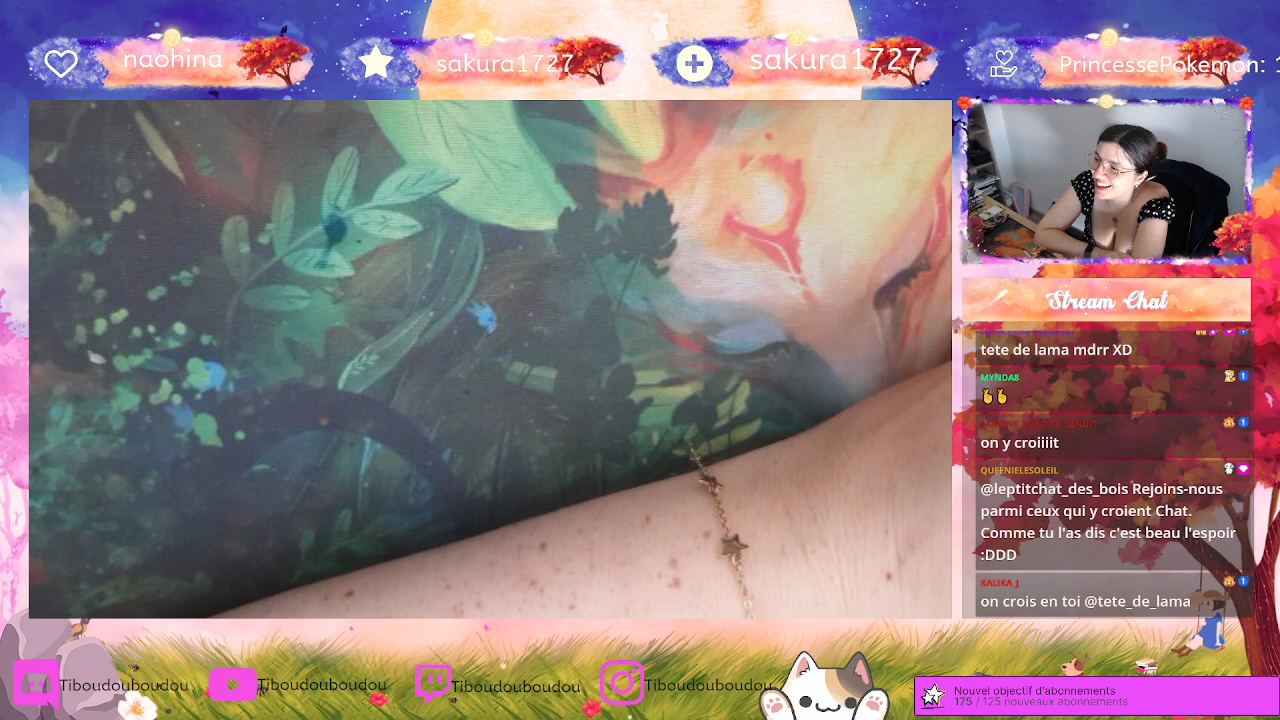 naohina
sakura1727
sakura1727
PrincessePokemon: 1
Stream Chat
tete de lama mdrr XD
MYNDA8
on y croiiiit
QUEENIELESOLEIL
@leptitchat_des_bois Rejoins-nous
parmi ceux qui y croient Chat.
Comme tu l'as dis c'est beau l'espoir
:DDD
KALIKA_J
on crois en toi @tete_de_lama
Tiboudouboudou
Tiboudouboudou
Tiboudouboudou
Tiboudouboudou
Nouvel objectif d'abonnements
175 / 125 nouveaux abonnements